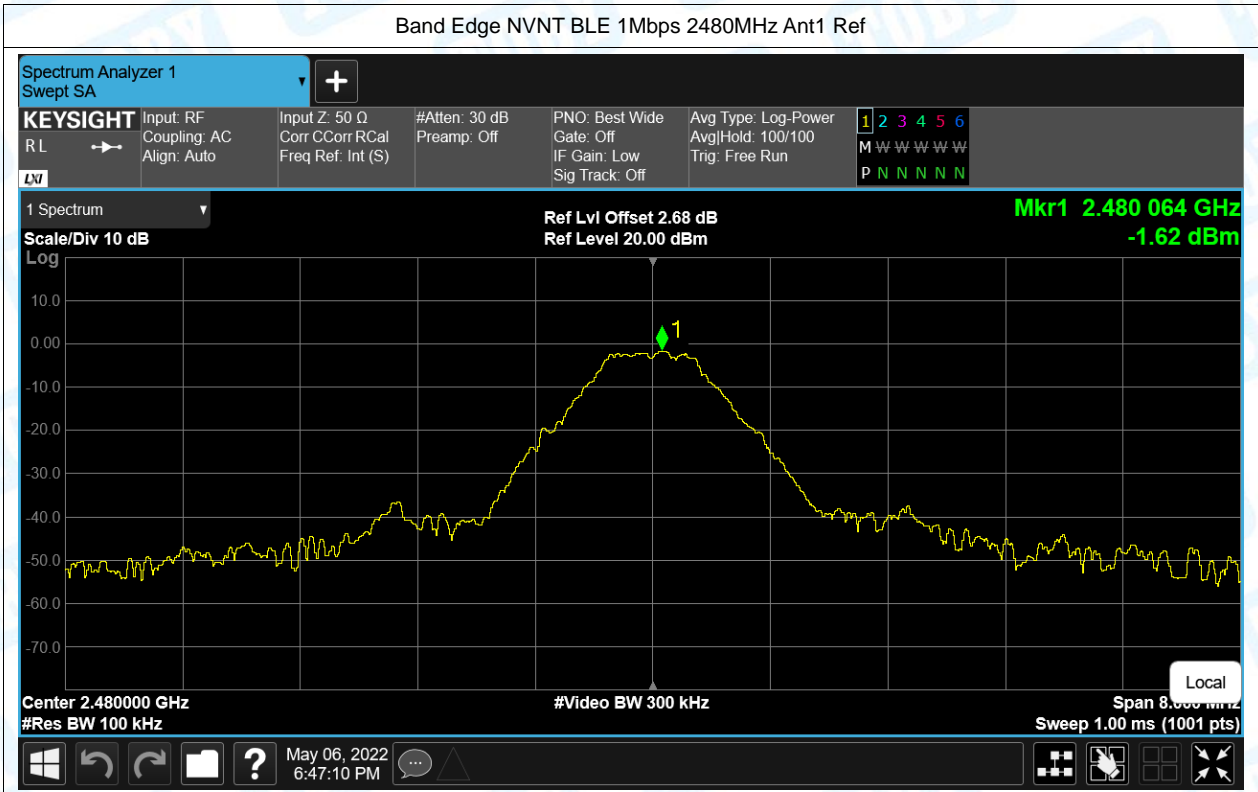 Band Edge NVNT BLE 1Mbps 2480MHz Ant1 Ref
Spectrum Analyzer 1
Swept SA
KEYSIGHT
RL
LXI
Input: RF
Coupling: AC
Align: Auto
Input Z: 50 Ω
Corr CCorr RCal
Freq Ref: Int (S)
#Atten: 30 dB
Preamp: Off
PNO: Best Wide
Gate: Off
IF Gain: Low
Sig Track: Off
Avg Type: Log-Power
Avg|Hold: 100/100
Trig: Free Run
1 2 3 4 5 6
M W W W W W
P N N N N N
1 Spectrum
Scale/Div 10 dB
Ref Lvl Offset 2.68 dB
Ref Level 20.00 dBm
Mkr1 2.480 064 GHz
-1.62 dBm
Log
10.0
0.00
-10.0
-20.0
-30.0
-40.0
-50.0
-60.0
-70.0
1
Center 2.480000 GHz
#Res BW 100 kHz
#Video BW 300 kHz
Span 8.000 MHz
Sweep 1.00 ms (1001 pts)
Local
?
May 06, 2022
6:47:10 PM